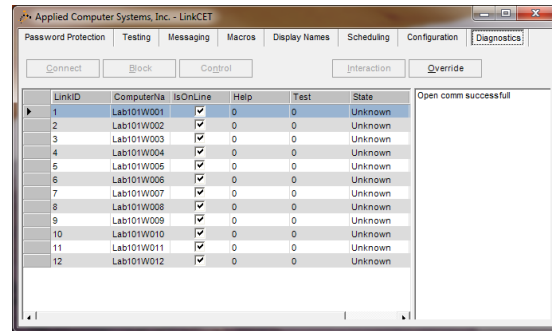 Applied Computer Systems, Inc. - LinkCET
Password Protection Testing Messaging Macros Display Names Scheduling Configuration Diagnostics
Connect Block Control Interaction Override
LinkID ComputerNa IsOnLine Help Test State
1 Lab101W001 0 0 Unknown
2 Lab101W002 0 0 Unknown
3 Lab101W003 0 0 Unknown
4 Lab101W004 0 0 Unknown
5 Lab101W005 0 0 Unknown
6 Lab101W006 0 0 Unknown
7 Lab101W007 0 0 Unknown
8 Lab101W008 0 0 Unknown
9 Lab101W009 0 0 Unknown
10 Lab101W010 0 0 Unknown
11 Lab101W011 0 0 Unknown
12 Lab101W012 0 0 Unknown
Open comm successfull